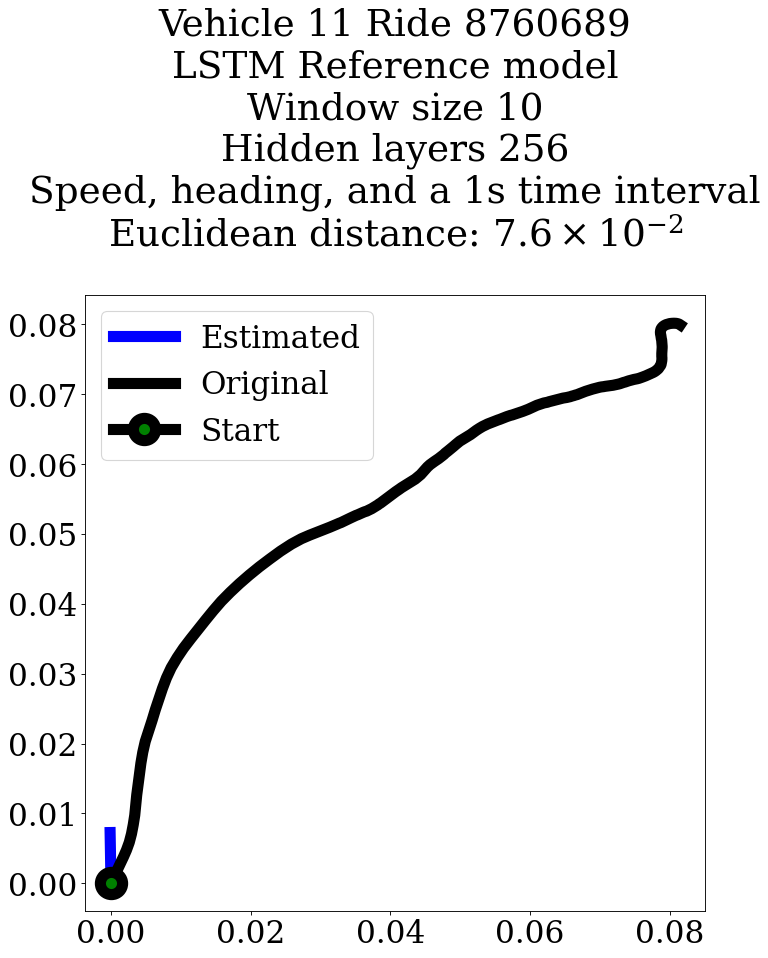 Vehicle 11 Ride 8760689
LSTM Reference model
Window size 10
Hidden layers 256
Speed, heading, and a 1s time interval
Euclidean distance: 7.6 × 10⁻²
Estimated
Original
Start
0.08
0.07
0.06
0.05
0.04
0.03
0.02
0.01
0.00
0.00 0.02 0.04 0.06 0.08